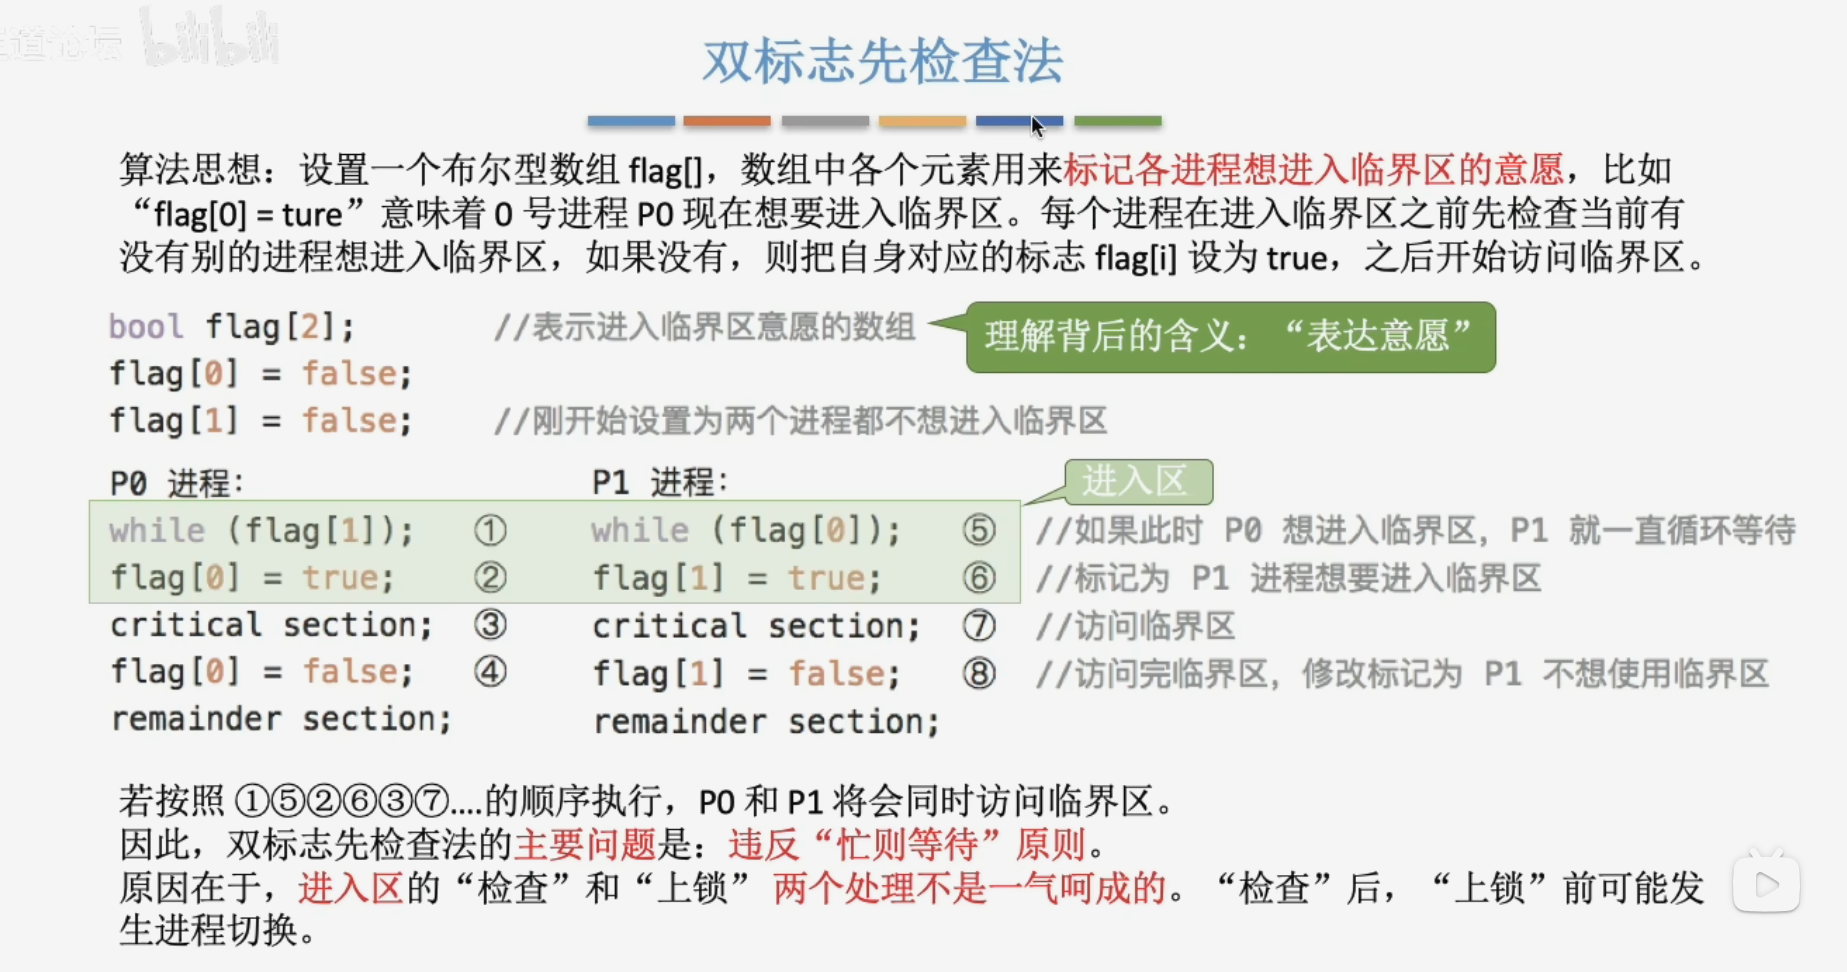 道论坛 bilibili
双标志先检查法
算法思想：设置一个布尔型数组 flag[]，数组中各个元素用来标记各进程想进入临界区的意愿，比如
“flag[0] = ture”意味着 0 号进程 P0 现在想要进入临界区。每个进程在进入临界区之前先检查当前有
没有别的进程想进入临界区，如果没有，则把自身对应的标志 flag[i] 设为 true，之后开始访问临界区。
bool flag[2]; //表示进入临界区意愿的数组
理解背后的含义：“表达意愿”
flag[0] = false;
flag[1] = false; //刚开始设置为两个进程都不想进入临界区
P0 进程： P1 进程： 进入区
while (flag[1]); ① while (flag[0]); ⑤ //如果此时 P0 想进入临界区，P1 就一直循环等待
flag[0] = true; ② flag[1] = true; ⑥ //标记为 P1 进程想要进入临界区
critical section; ③ critical section; ⑦ //访问临界区
flag[0] = false; ④ flag[1] = false; ⑧ //访问完临界区，修改标记为 P1 不想使用临界区
remainder section; remainder section;
若按照 ①⑤②⑥③⑦....的顺序执行，P0 和 P1 将会同时访问临界区。
因此，双标志先检查法的主要问题是：违反“忙则等待”原则。
原因在于，进入区的“检查”和“上锁” 两个处理不是一气呵成的。“检查”后，“上锁”前可能发
生进程切换。